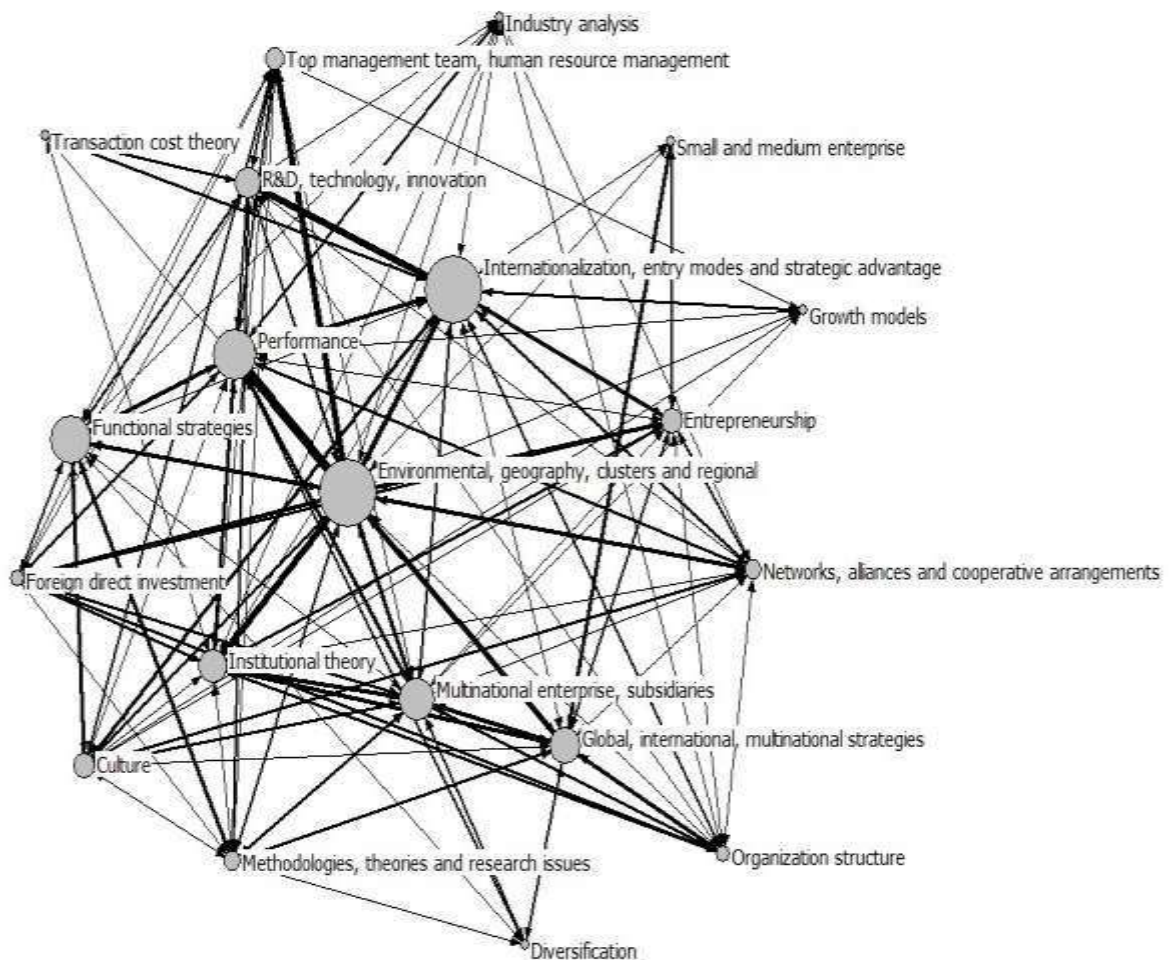 Industry analysis
Top management team, human resource management
Transaction cost theory
Small and medium enterprise
R&D, technology, innovation
Internationalization, entry modes and strategic advantage
Growth models
Performance
Entrepreneurship
Functional strategies
Environmental, geography, clusters and regional
Networks, alliances and cooperative arrangements
Foreign direct investment
Institutional theory
Multinational enterprise, subsidiaries
Global, international, multinational strategies
Culture
Organization structure
Methodologies, theories and research issues
Diversification